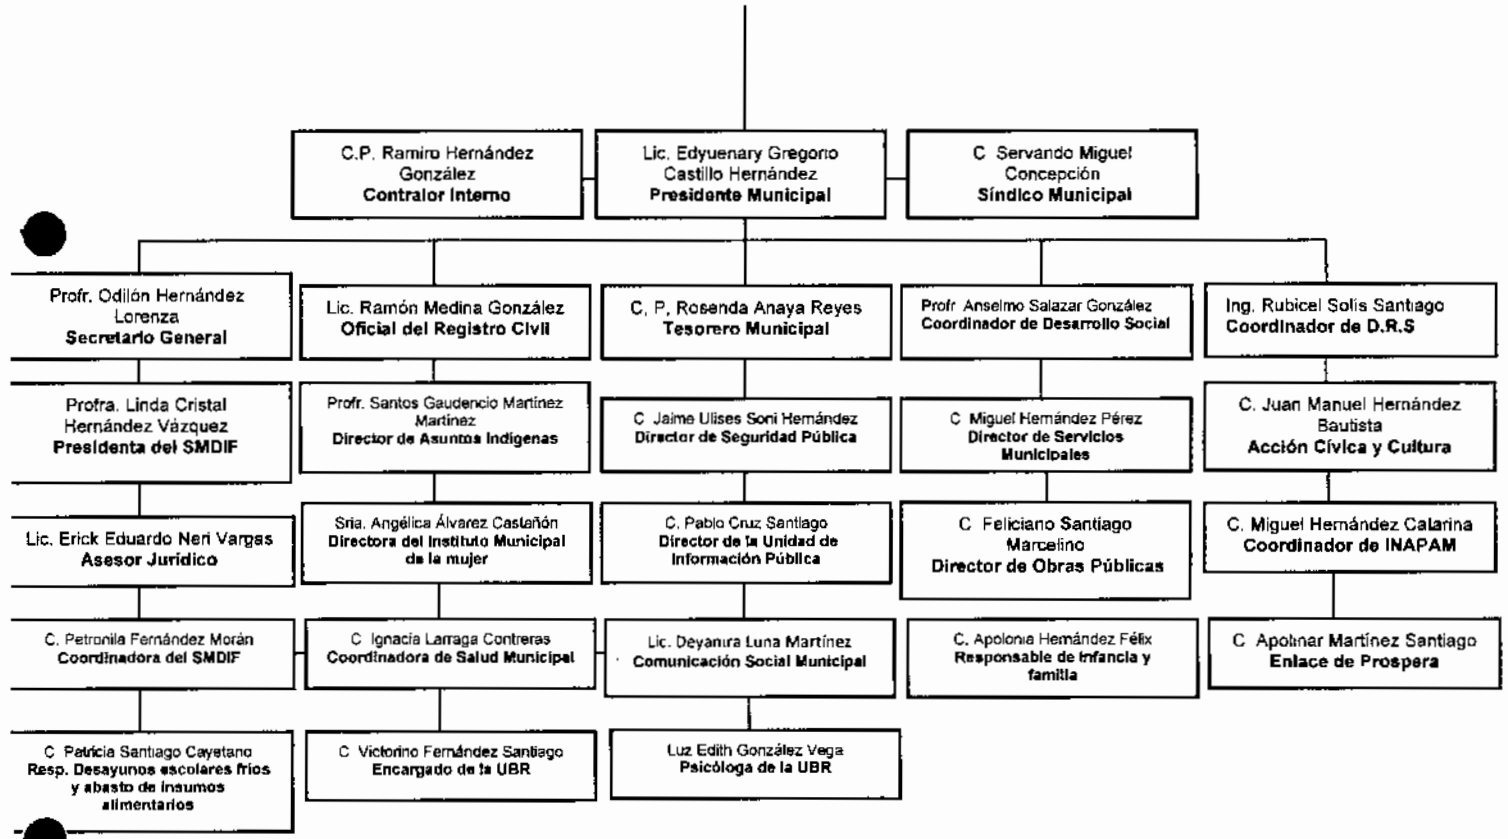 C.P. Ramiro Hernández
González
Contralor Interno
Lic. Edyuenary Gregorio
Castillo Hernández
Presidente Municipal
C Servando Miguel
Concepción
Síndico Municipal
Profr. Odilón Hernández
Lorenza
Secretario General
Lic. Ramón Medina González
Oficial del Registro Civil
C. P. Rosenda Anaya Reyes
Tesorero Municipal
Profr Anselmo Salazar González
Coordinador de Desarrollo Social
Ing. Rubicel Solís Santiago
Coordinador de D.R.S
Profra. Linda Cristal
Hernández Vázquez
Presidenta del SMDIF
Profr. Santos Gaudencio Martínez
Martínez
Director de Asuntos Indígenas
C Jaime Ulises Soni Hernández
Director de Seguridad Pública
C Miguel Hernández Pérez
Director de Servicios
Municipales
C. Juan Manuel Hernández
Bautista
Acción Cívica y Cultura
Lic. Erick Eduardo Neri Vargas
Asesor Jurídico
Sria. Angélica Álvarez Castañón
Directora del Instituto Municipal
de la mujer
C. Pablo Cruz Santiago
Director de la Unidad de
Información Pública
C Feliciano Santiago
Marcelino
Director de Obras Públicas
C. Miguel Hernández Catarina
Coordinador de INAPAM
C. Petronila Fernández Morán
Coordinadora del SMDIF
C Ignacia Larraga Contreras
Coordinadora de Salud Municipal
Lic. Deyanira Luna Martínez
Comunicación Social Municipal
C. Apolonia Hernández Félix
Responsable de infancia y
familia
C Apolinar Martínez Santiago
Enlace de Prospera
C Patricia Santiago Cayetano
Resp. Desayunos escolares fríos
y abasto de insumos
alimentarios
C Victorino Fernández Santiago
Encargado de la UBR
Luz Edith González Vega
Psicóloga de la UBR